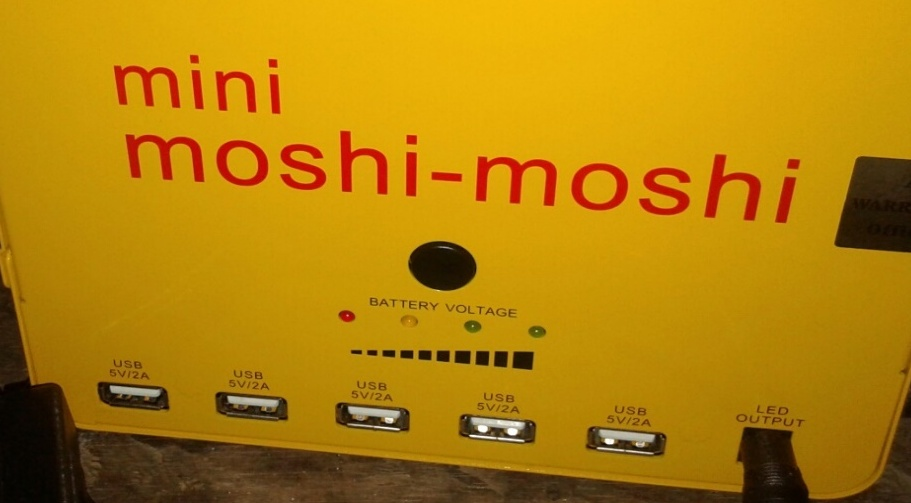 mini
moshi-moshi
BATTERY VOLTAGE
USB
5V/2A
USB
5V/2A
USB
5V/2A
USB
5V/2A
USB
5V/2A
LED
OUTPUT